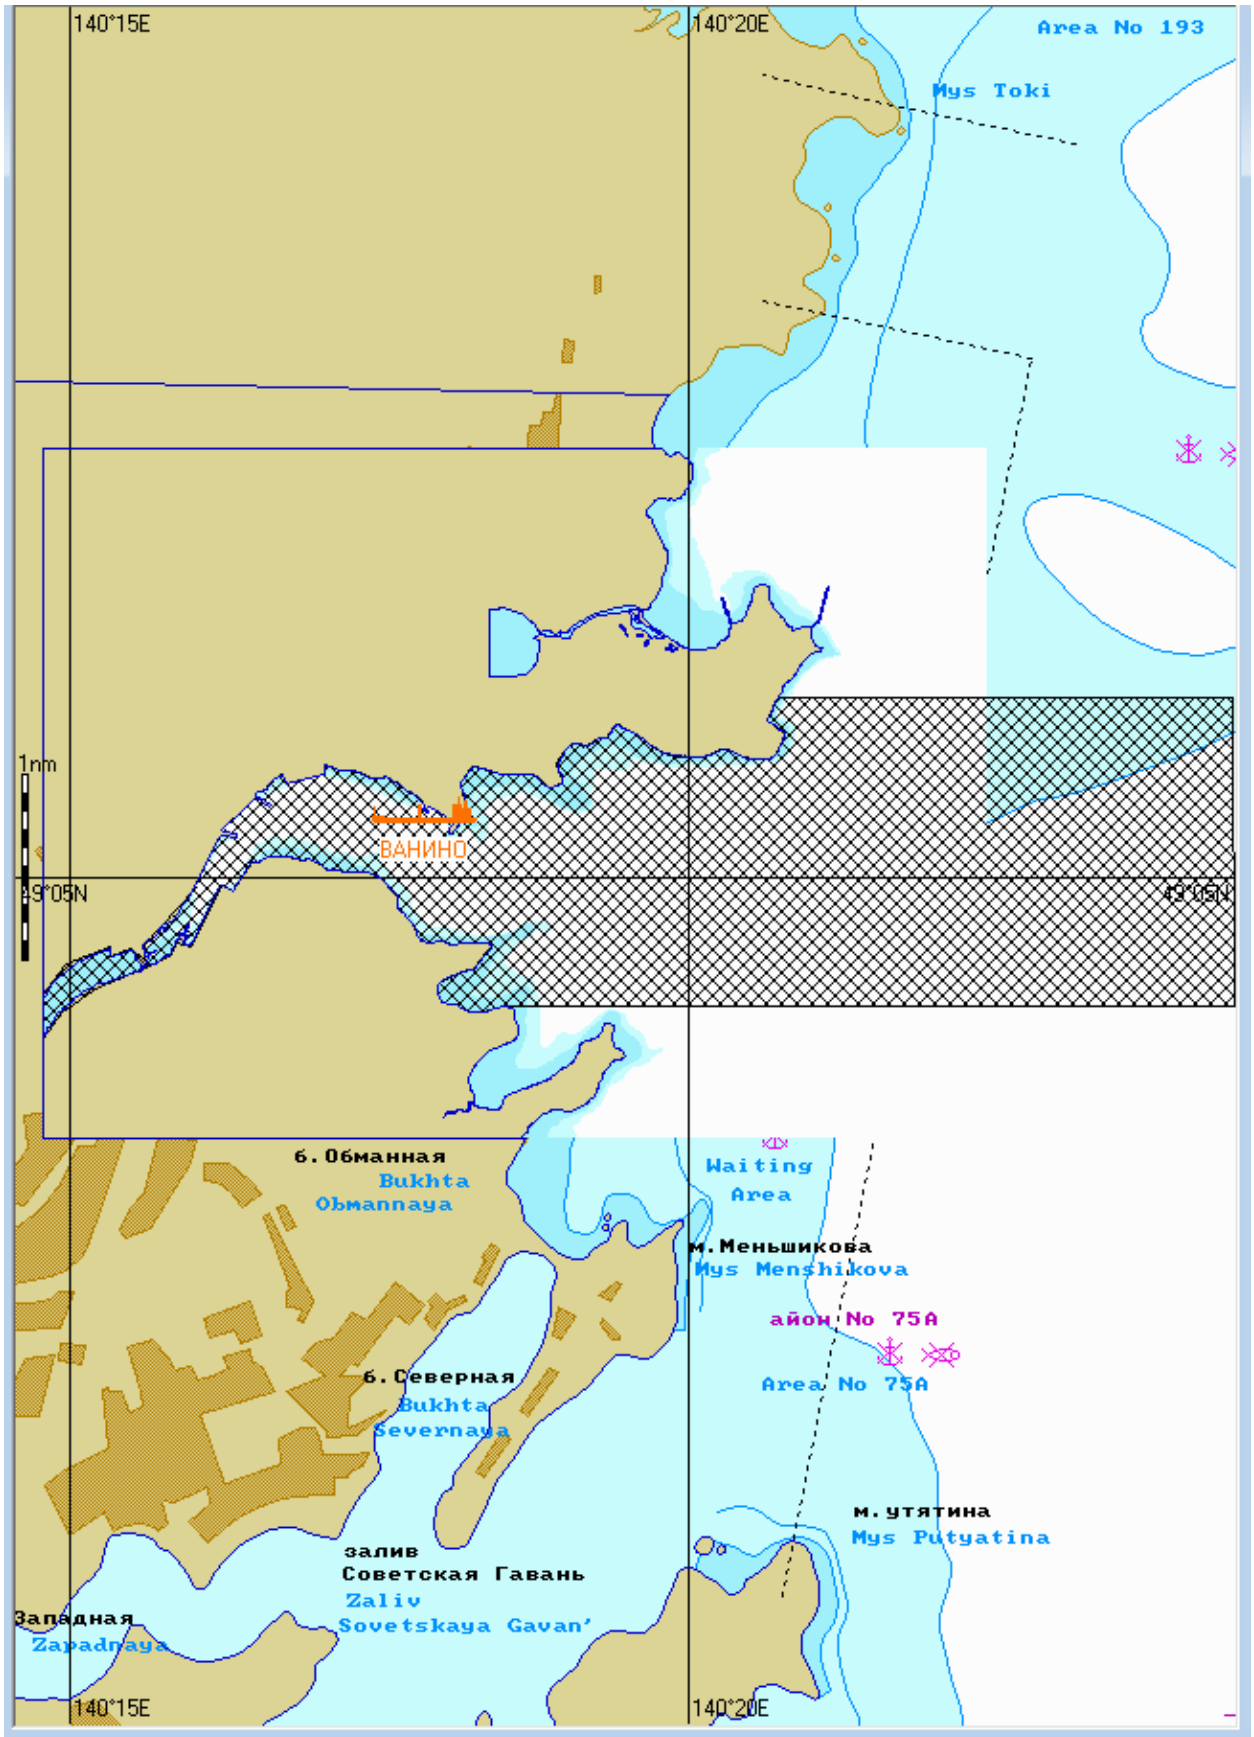 140°15E
140°20E
Area No 193
Mys Toki
1nm
ВАНИНО
49°05N
49°05N
б.Обманная
Bukhta
Obmannaya
Waiting
Area
м.Меньшикова
Mys Menshikova
айон No 75А
Area No 75A
б.Северная
Bukhta
Severnaya
м.утятина
Mys Putyatina
залив
Советская Гавань
Zaliv
Sovetskaya Gavan'
Западная
Zapadnaya
140°15E
140°20E